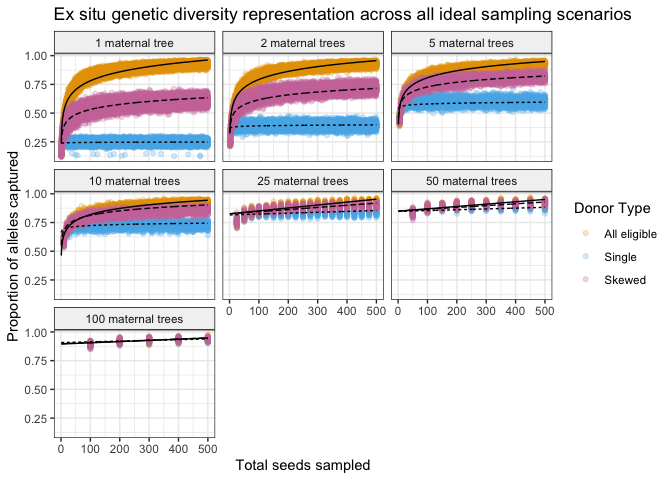 Ex situ genetic diversity representation across all ideal sampling scenarios
1 maternal tree
2 maternal trees
5 maternal trees
1.00
0.75
0.50
0.25
10 maternal trees
25 maternal trees
50 maternal trees
1.00
0.75
0.50
0.25
0 100 200 300 400 500
0 100 200 300 400 500
100 maternal trees
1.00
0.75
0.50
0.25
0 100 200 300 400 500
Total seeds sampled
Proportion of alleles captured
Donor Type
All eligible
Single
Skewed